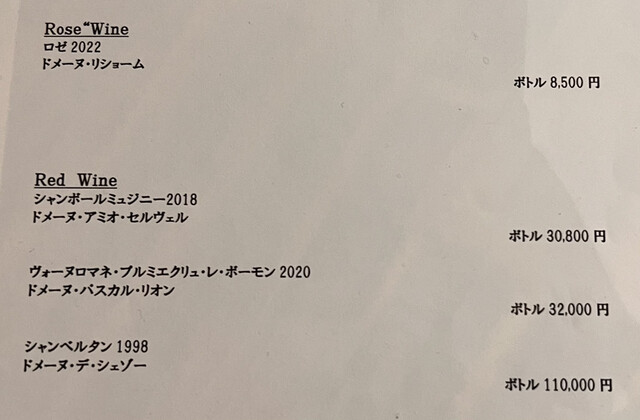 Rose“Wine
ロゼ 2022
ドメーヌ・リショーム
ボトル 8,500 円
Red Wine
シャンボールミュジニー2018
ドメーヌ・アミオ・セルヴェル
ボトル 30,800 円
ヴォーヌロマネ・プルミエクリュ・レ・ボーモン 2020
ドメーヌ・パスカル・リオン
ボトル 32,000 円
シャンベルタン 1998
ドメーヌ・デ・シェゾー
ボトル 110,000 円